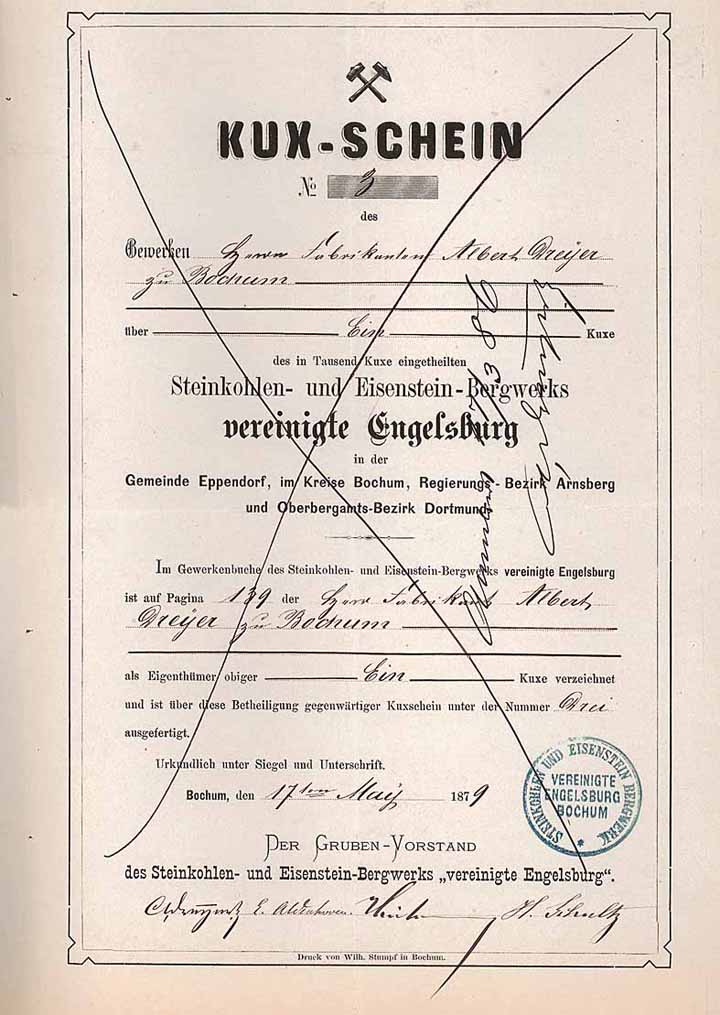 KUX-SCHEIN
No 3
des
Gewerken Herrn Fabrikanten Albert Dreyer
zu Bochum
über Ein Kuxe
des in Tausend Kuxe eingetheilten
Steinkohlen- und Eisenstein-Bergwerks
vereinigte Engelsburg
in der
Gemeinde Eppendorf, im Kreise Bochum, Regierungs-Bezirk Arnsberg
und Oberbergamts-Bezirk Dortmund.
Im Gewerkenbuche des Steinkohlen- und Eisenstein-Bergwerks vereinigte Engelsburg
ist auf Pagina 139 der Herr Fabrikant Albert
Dreyer zu Bochum
als Eigenthümer obiger Ein Kuxe verzeichnet
und ist über diese Betheiligung gegenwärtiger Kuxschein unter der Nummer Drei
ausgefertigt.
Urkundlich unter Siegel und Unterschrift.
Bochum, den 17ten May 1879
STEINKOHLEN UND EISENSTEIN BERGWERK
VEREINIGTE
ENGELSBURG
BOCHUM
DER GRUBEN-VORSTAND
des Steinkohlen- und Eisenstein-Bergwerks „vereinigte Engelsburg“.
E. Aldenhoven H. Schultz
Druck von Wilh. Stumpf in Bochum.